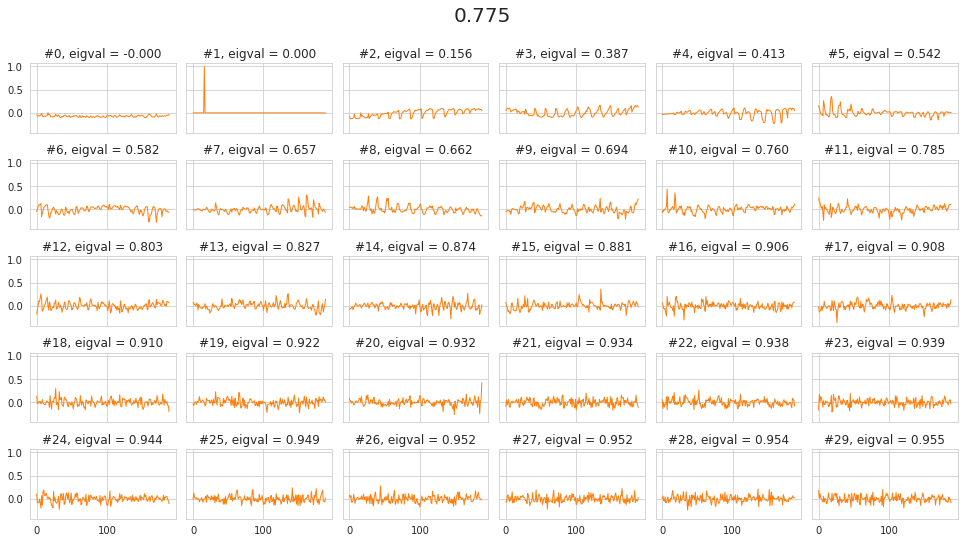 0.775
#0, eigval = -0.000 #1, eigval = 0.000 #2, eigval = 0.156 #3, eigval = 0.387 #4, eigval = 0.413 #5, eigval = 0.542
1.0
0.5
0.0
#6, eigval = 0.582 #7, eigval = 0.657 #8, eigval = 0.662 #9, eigval = 0.694 #10, eigval = 0.760 #11, eigval = 0.785
1.0
0.5
0.0
#12, eigval = 0.803 #13, eigval = 0.827 #14, eigval = 0.874 #15, eigval = 0.881 #16, eigval = 0.906 #17, eigval = 0.908
1.0
0.5
0.0
#18, eigval = 0.910 #19, eigval = 0.922 #20, eigval = 0.932 #21, eigval = 0.934 #22, eigval = 0.938 #23, eigval = 0.939
1.0
0.5
0.0
#24, eigval = 0.944 #25, eigval = 0.949 #26, eigval = 0.952 #27, eigval = 0.952 #28, eigval = 0.954 #29, eigval = 0.955
1.0
0.5
0.0
0 100 0 100 0 100 0 100 0 100 0 100